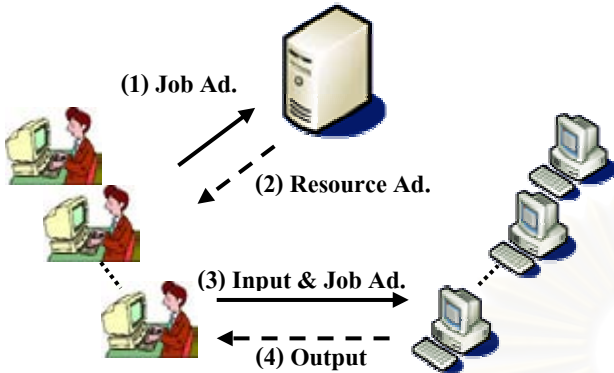 (1) Job Ad.
(2) Resource Ad.
(3) Input & Job Ad.
(4) Output